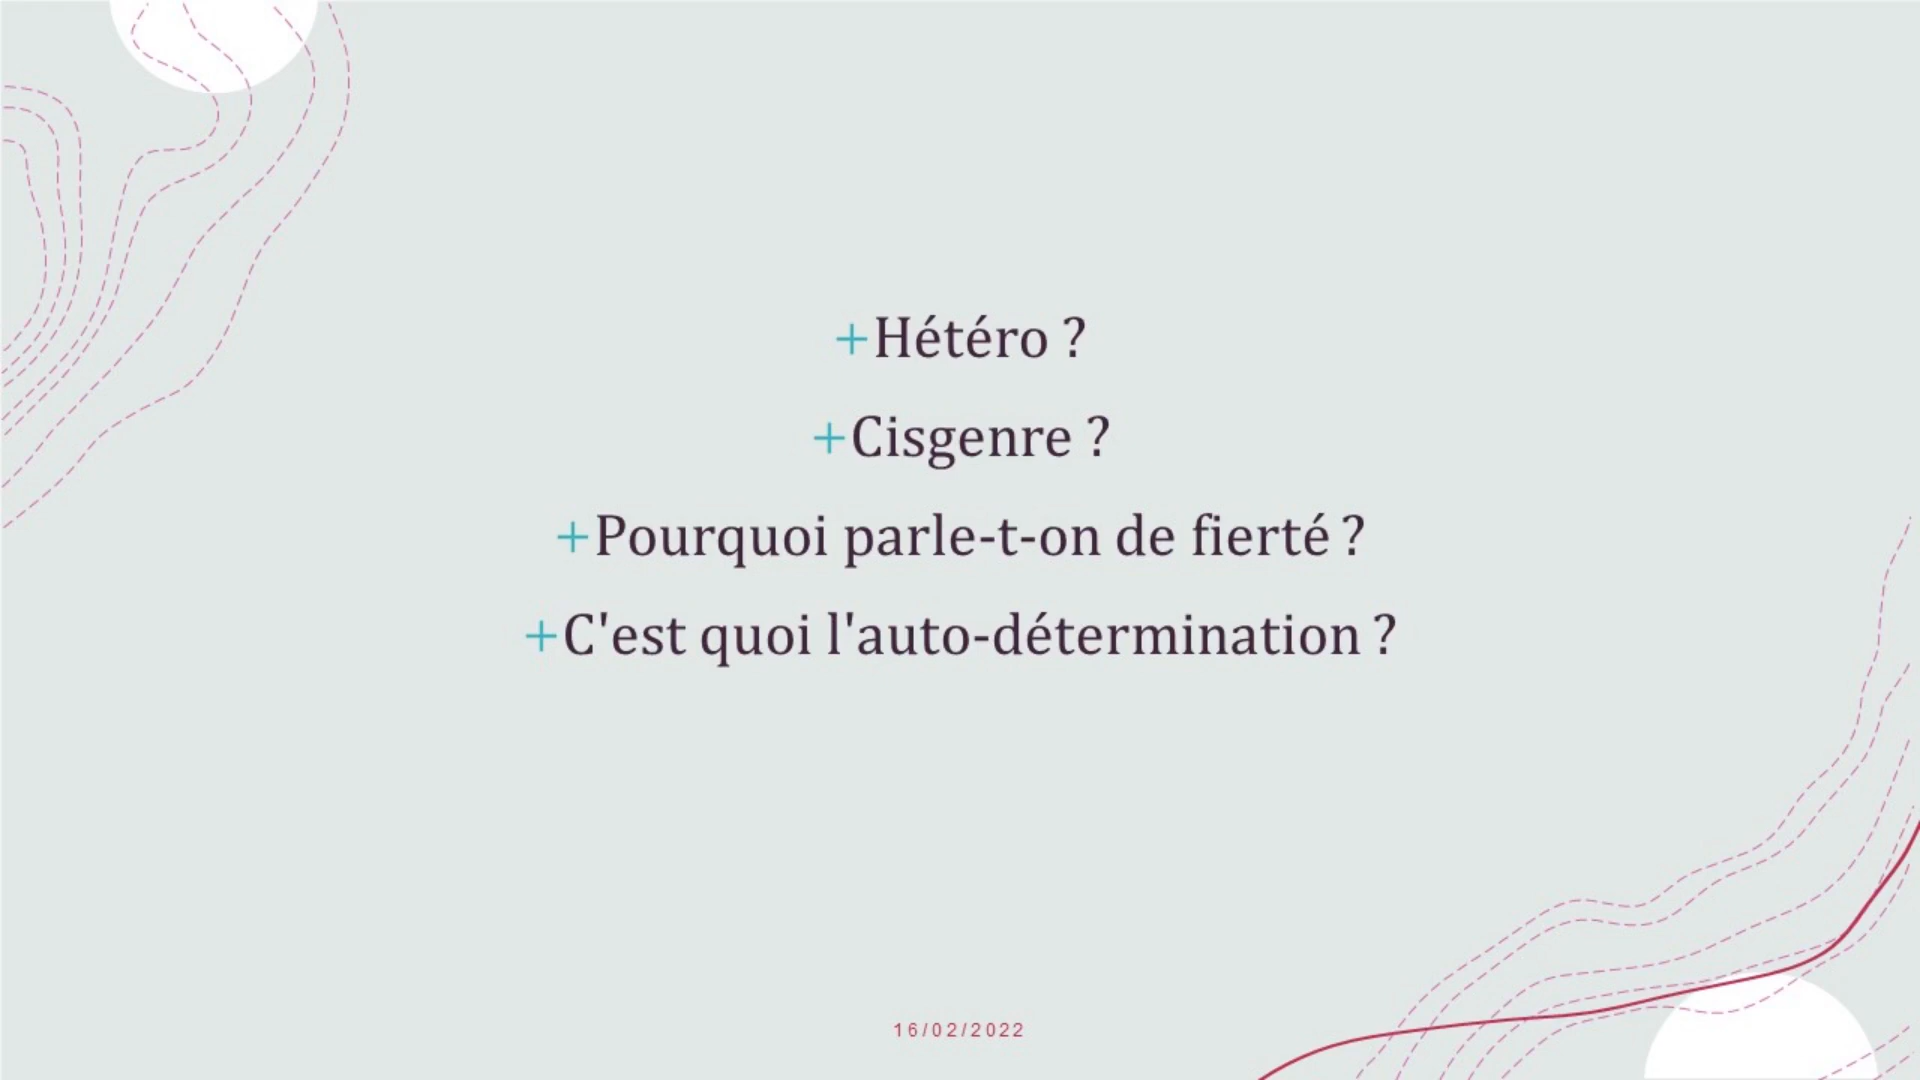 +Hétéro ?
+Cisgenre ?
+Pourquoi parle-t-on de fierté ?
+C'est quoi l'auto-détermination ?
16/02/2022